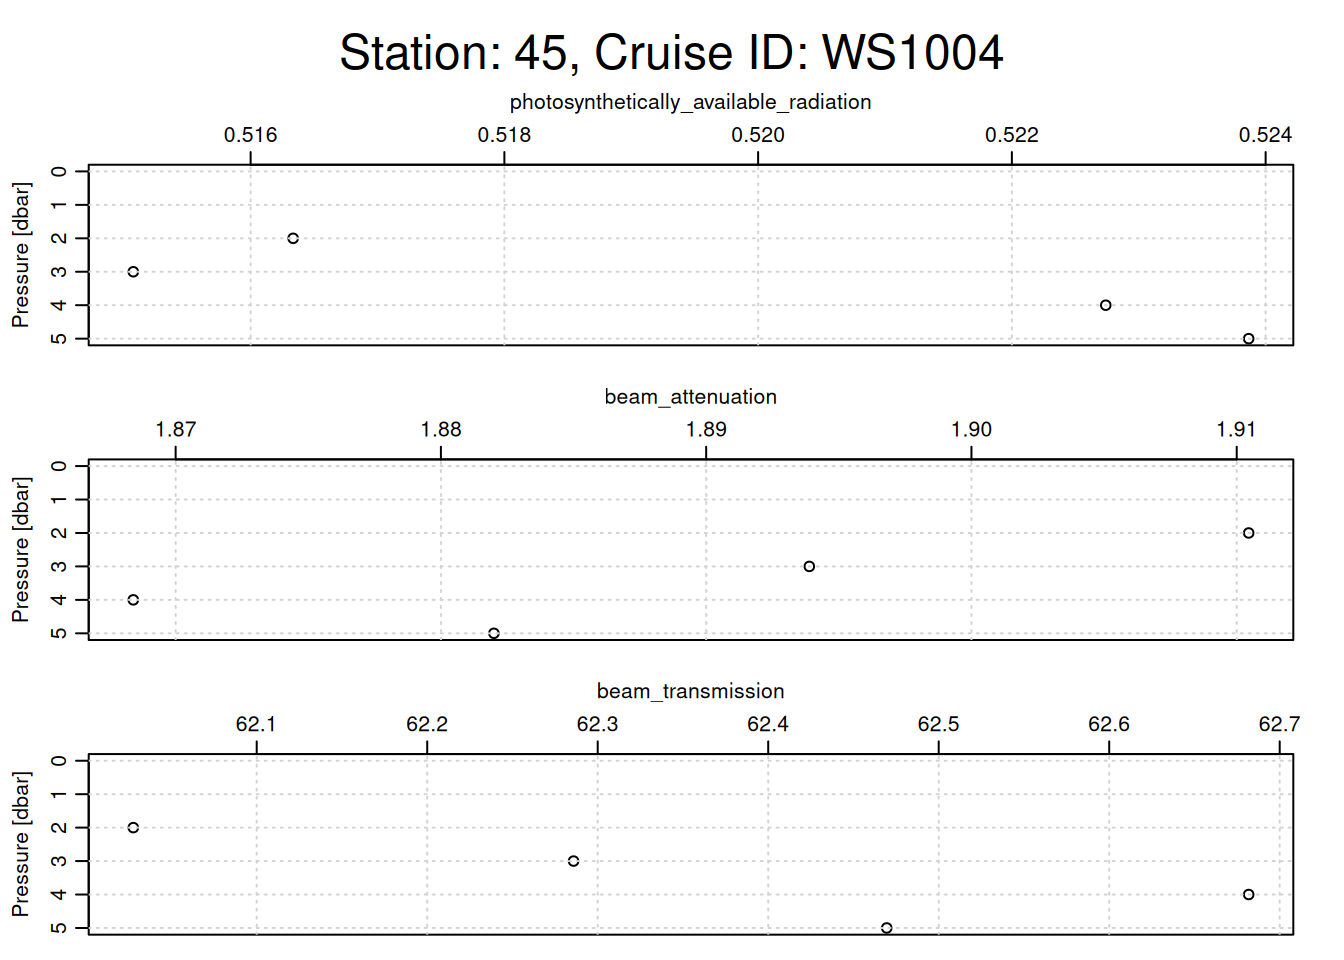 Station: 45, Cruise ID: WS1004
photosynthetically_available_radiation
0.516 0.518 0.520 0.522 0.524
Pressure [dbar]
0
1
2
3
4
5
beam_attenuation
1.87 1.88 1.89 1.90 1.91
Pressure [dbar]
0
1
2
3
4
5
beam_transmission
62.1 62.2 62.3 62.4 62.5 62.6 62.7
Pressure [dbar]
0
1
2
3
4
5